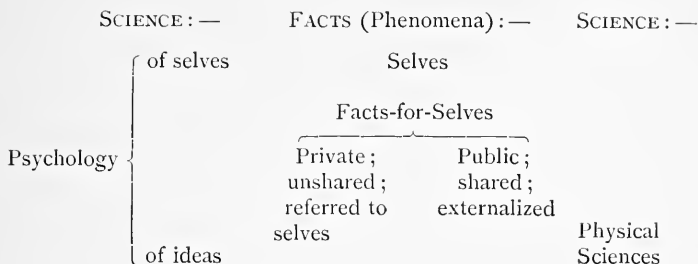 SCIENCE: — FACTS (Phenomena): — SCIENCE: —
of selves Selves
Facts-for-Selves
Psychology Private; Public;
unshared; shared;
referred to externalized
selves Physical
of ideas Sciences